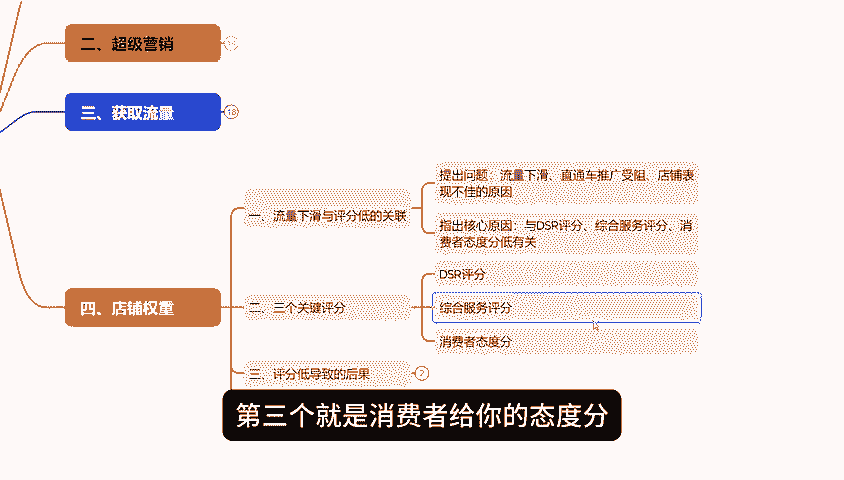 二、超级营销
三、获取流量
18
提出问题：流量下滑、直通车推广受阻、店铺表
现不佳的原因
一、流量下滑与评分低的关联
指出核心原因：与DSR评分、综合服务评分、消
费者态度分低有关
DSR评分
四、店铺权重
二、三个关键评分
综合服务评分
消费者态度分
三、评分低导致的后果
7
第三个就是消费者给你的态度分